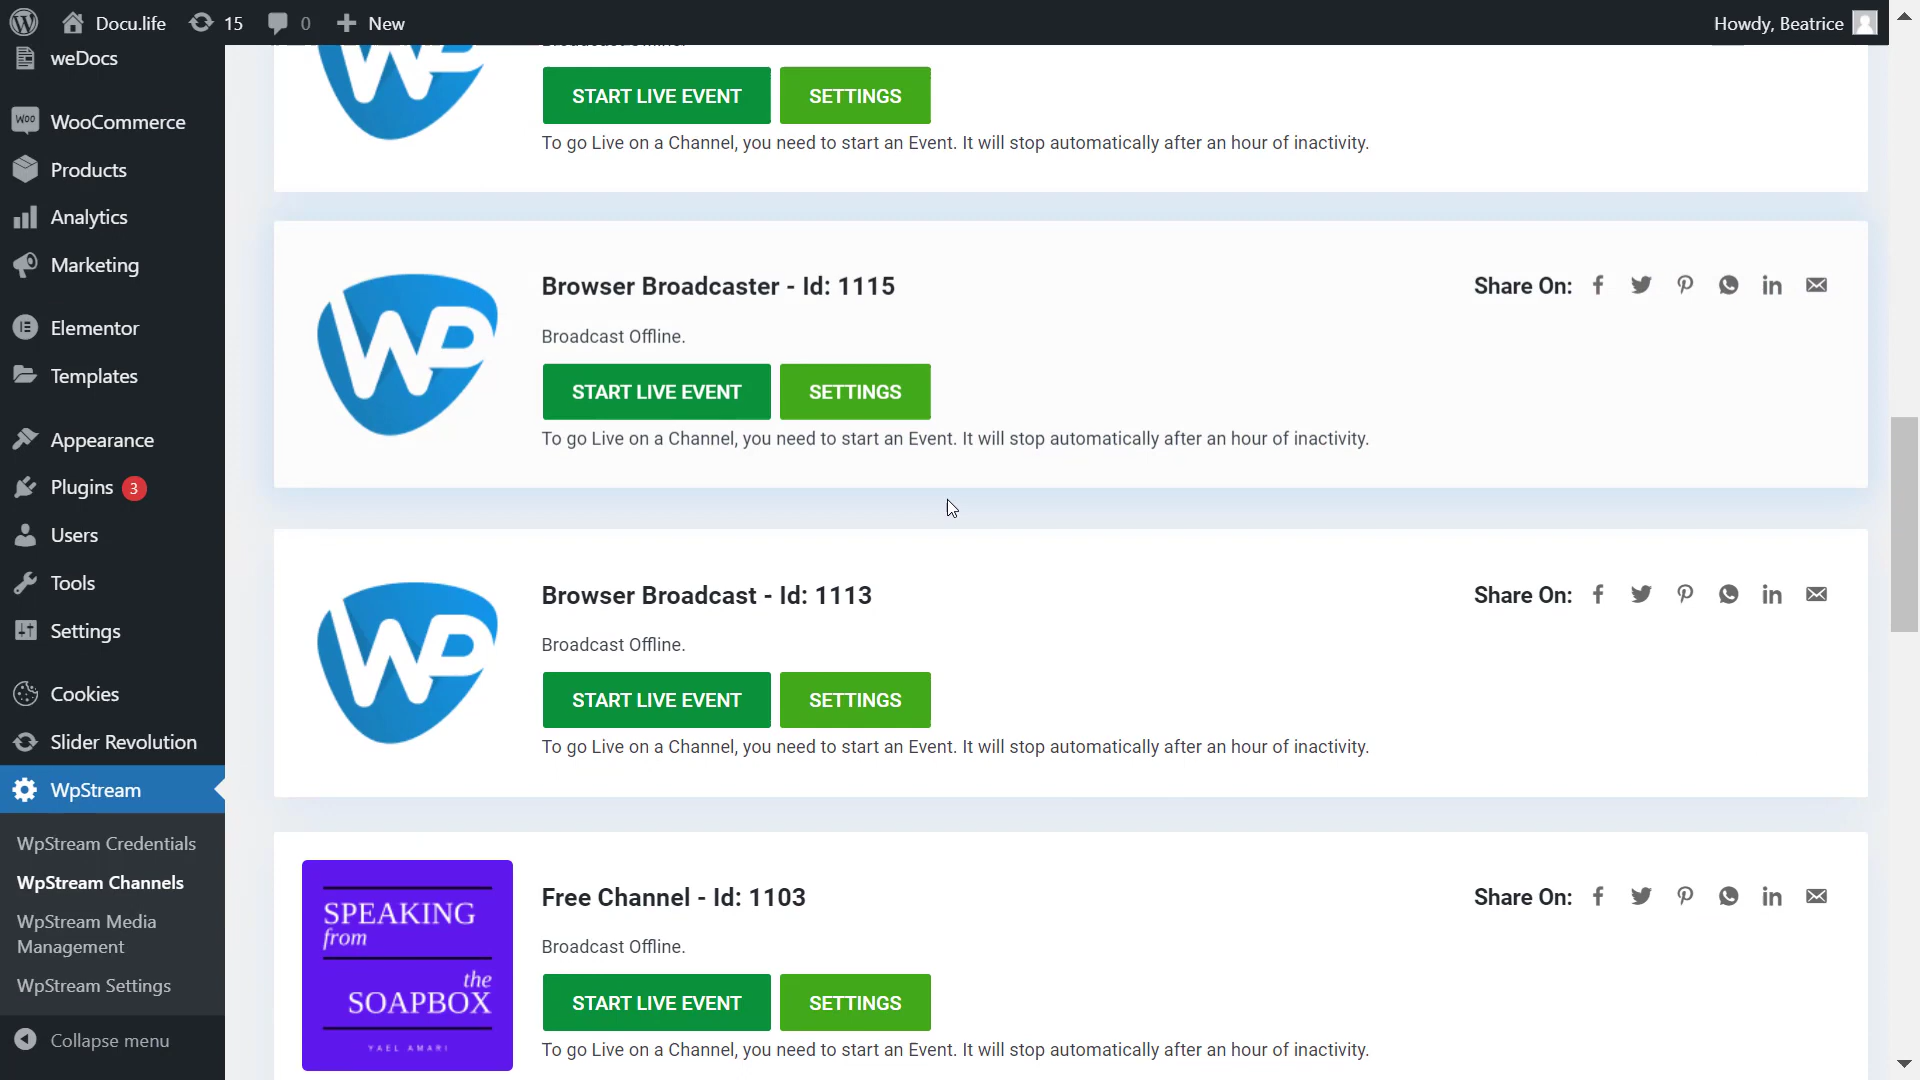 Docu.life
15
0
New
Howdy, Beatrice
weDocs
WooCommerce
Products
Analytics
Marketing
Elementor
Templates
Appearance
Plugins 3
Users
Tools
Settings
Cookies
Slider Revolution
WpStream
WpStream Credentials
WpStream Channels
WpStream Media
Management
WpStream Settings
Collapse menu
START LIVE EVENT
SETTINGS
To go Live on a Channel, you need to start an Event. It will stop automatically after an hour of inactivity.
WP
Browser Broadcaster - Id: 1115
Share On:
Broadcast Offline.
START LIVE EVENT
SETTINGS
To go Live on a Channel, you need to start an Event. It will stop automatically after an hour of inactivity.
WP
Browser Broadcast - Id: 1113
Share On:
Broadcast Offline.
START LIVE EVENT
SETTINGS
To go Live on a Channel, you need to start an Event. It will stop automatically after an hour of inactivity.
SPEAKING
from
the
SOAPBOX
YAEL AMARI
Free Channel - Id: 1103
Share On:
Broadcast Offline.
START LIVE EVENT
SETTINGS
To go Live on a Channel, you need to start an Event. It will stop automatically after an hour of inactivity.